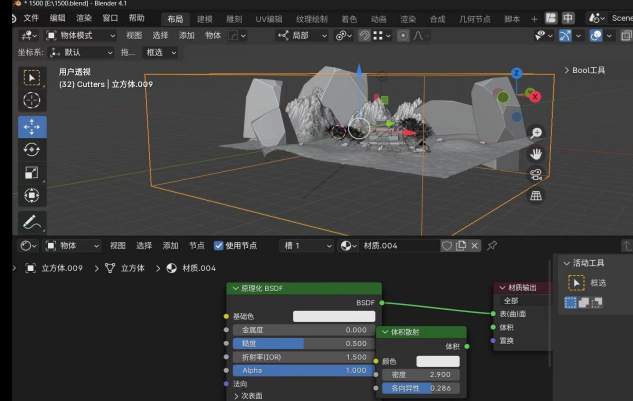 * 1500 [E:\1500.blend] - Blender 4.1
文件 编辑 渲染 窗口 帮助 布局 建模 雕刻 UV编辑 纹理绘制 着色 动画 渲染 合成 几何节点 脚本 + 中 Scene
物体模式 视图 选择 添加 物体 局部
坐标系: 默认 拖... 框选
用户透视
(32) Cutters | 立方体.009
Bool工具
Z
Y
X
物体 视图 选择 添加 节点 使用节点 槽 1 材质.004
立方体.009 > 立方体 > 材质.004
活动工具
框选
原理化 BSDF
BSDF
基础色
金属度 0.000
糙度 0.500
折射率(IOR) 1.500
Alpha 1.000
法向
次表面
体积散射
体积
颜色
密度 2.900
各向异性 0.286
材质输出
全部
表(曲)面
体积
置换